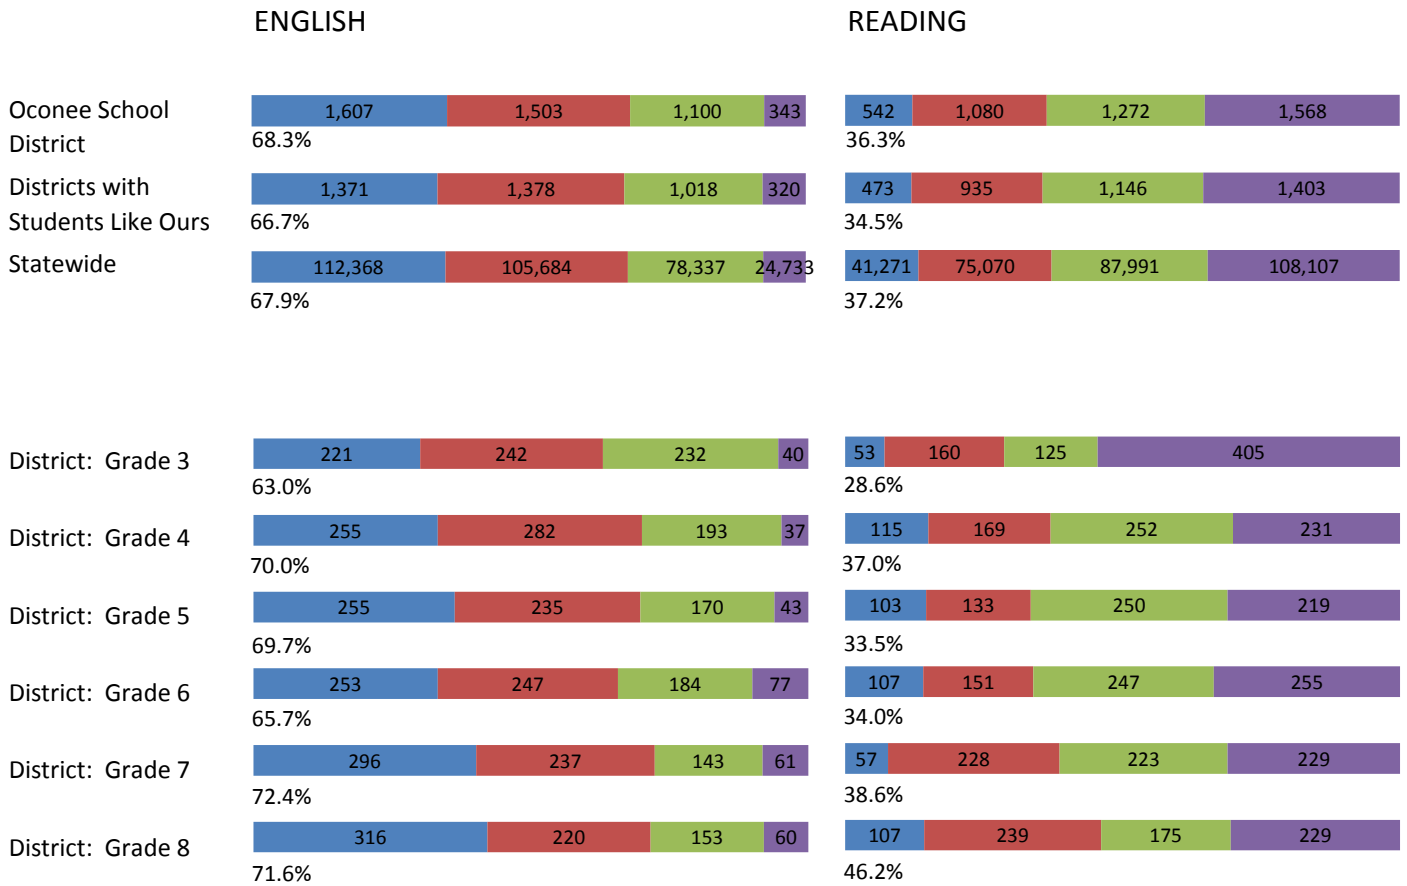 ENGLISH READING
Oconee School 1,607 1,503 1,100 343 542 1,080 1,272 1,568
District 68.3% 36.3%
Districts with 1,371 1,378 1,018 320 473 935 1,146 1,403
Students Like Ours 66.7% 34.5%
Statewide 112,368 105,684 78,337 24,733 41,271 75,070 87,991 108,107
67.9% 37.2%
District: Grade 3 221 242 232 40 53 160 125 405
63.0% 28.6%
District: Grade 4 255 282 193 37 115 169 252 231
70.0% 37.0%
District: Grade 5 255 235 170 43 103 133 250 219
69.7% 33.5%
District: Grade 6 253 247 184 77 107 151 247 255
65.7% 34.0%
District: Grade 7 296 237 143 61 57 228 223 229
72.4% 38.6%
District: Grade 8 316 220 153 60 107 239 175 229
71.6% 46.2%